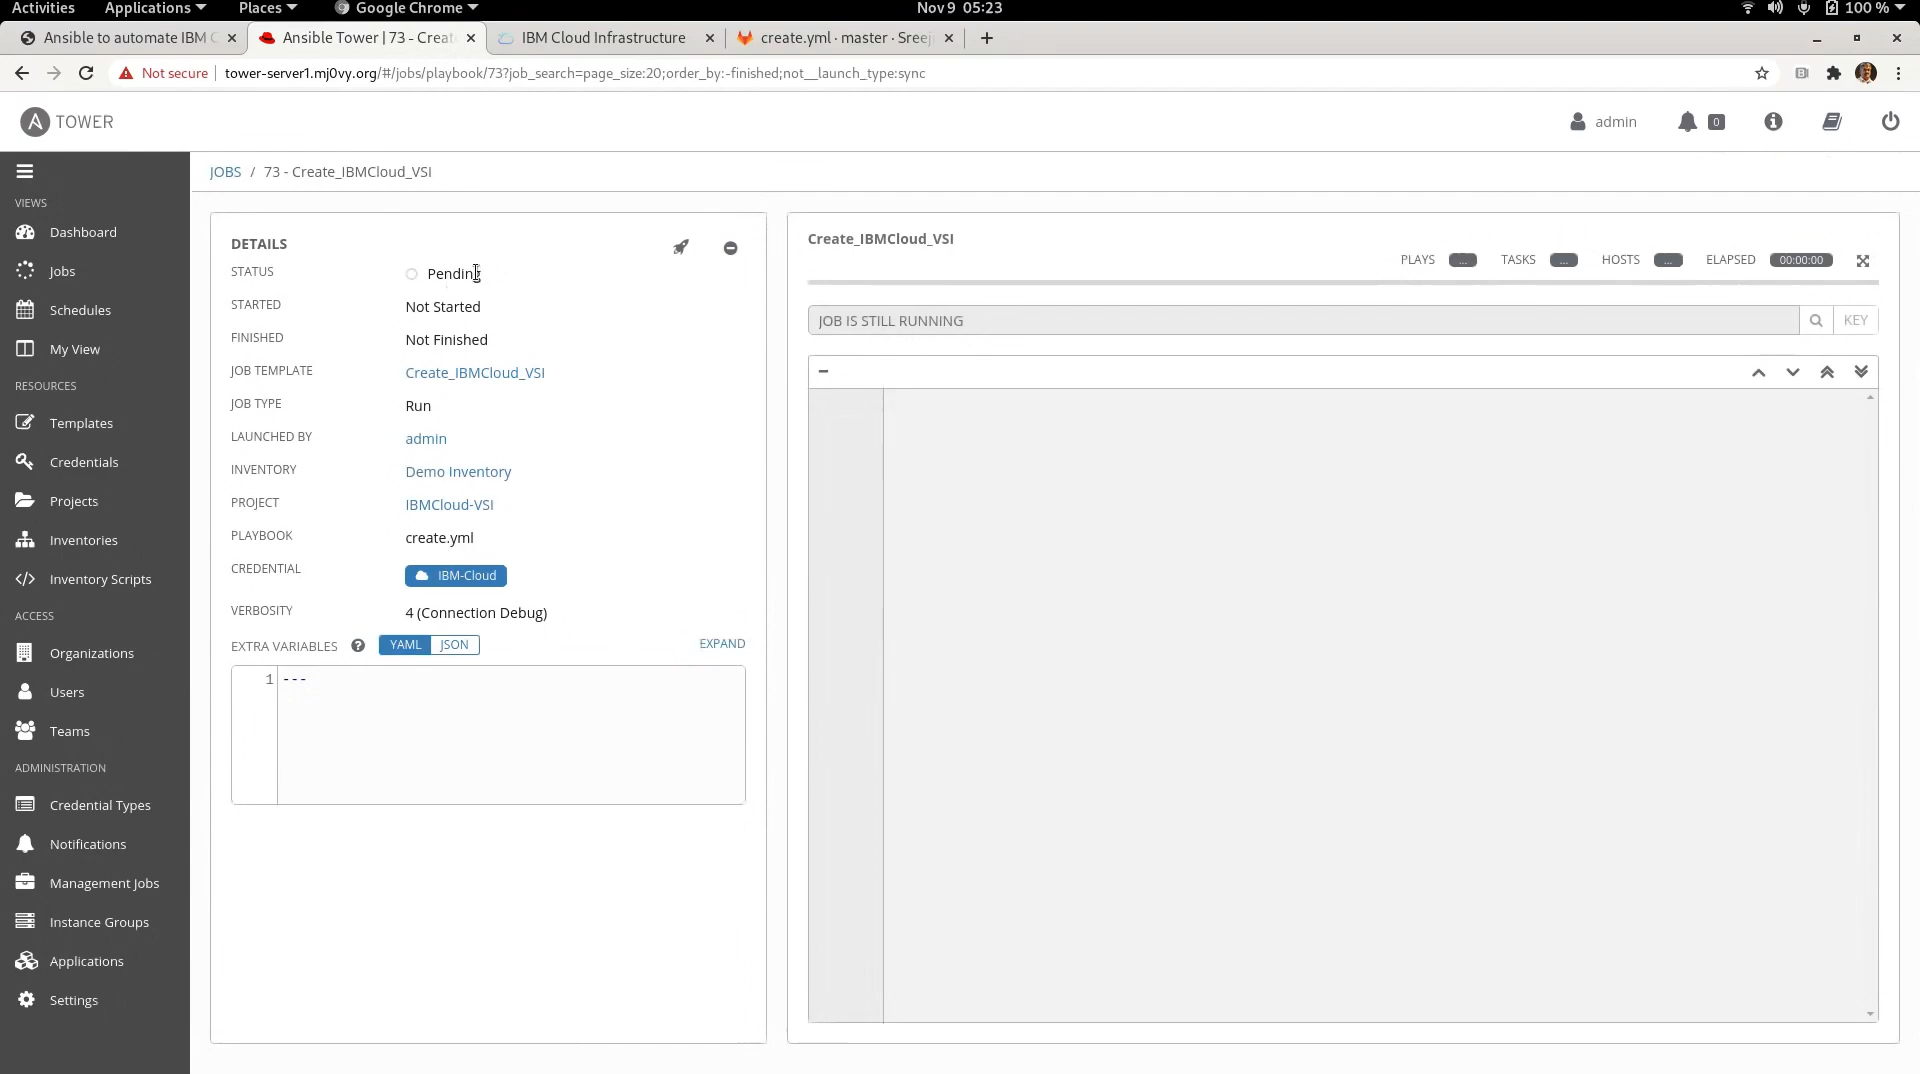 Activities Applications Places Google Chrome Nov 9 05:23 100 %
Ansible to automate IBM C Ansible Tower | 73 - Creat IBM Cloud Infrastructure create.yml · master · Sreej
Not secure tower-server1.mj0vy.org/#/jobs/playbook/73?job_search=page_size:20;order_by:-finished;not__launch_type:sync
A TOWER admin 0
JOBS / 73 - Create_IBMCloud_VSI
VIEWS
Dashboard
Jobs
Schedules
My View
RESOURCES
Templates
Credentials
Projects
Inventories
Inventory Scripts
ACCESS
Organizations
Users
Teams
ADMINISTRATION
Credential Types
Notifications
Management Jobs
Instance Groups
Applications
Settings
DETAILS
STATUS Pending
STARTED Not Started
FINISHED Not Finished
JOB TEMPLATE Create_IBMCloud_VSI
JOB TYPE Run
LAUNCHED BY admin
INVENTORY Demo Inventory
PROJECT IBMCloud-VSI
PLAYBOOK create.yml
CREDENTIAL IBM-Cloud
VERBOSITY 4 (Connection Debug)
EXTRA VARIABLES ? YAML JSON EXPAND
1 ---
Create_IBMCloud_VSI
PLAYS ... TASKS ... HOSTS ... ELAPSED 00:00:00
JOB IS STILL RUNNING KEY